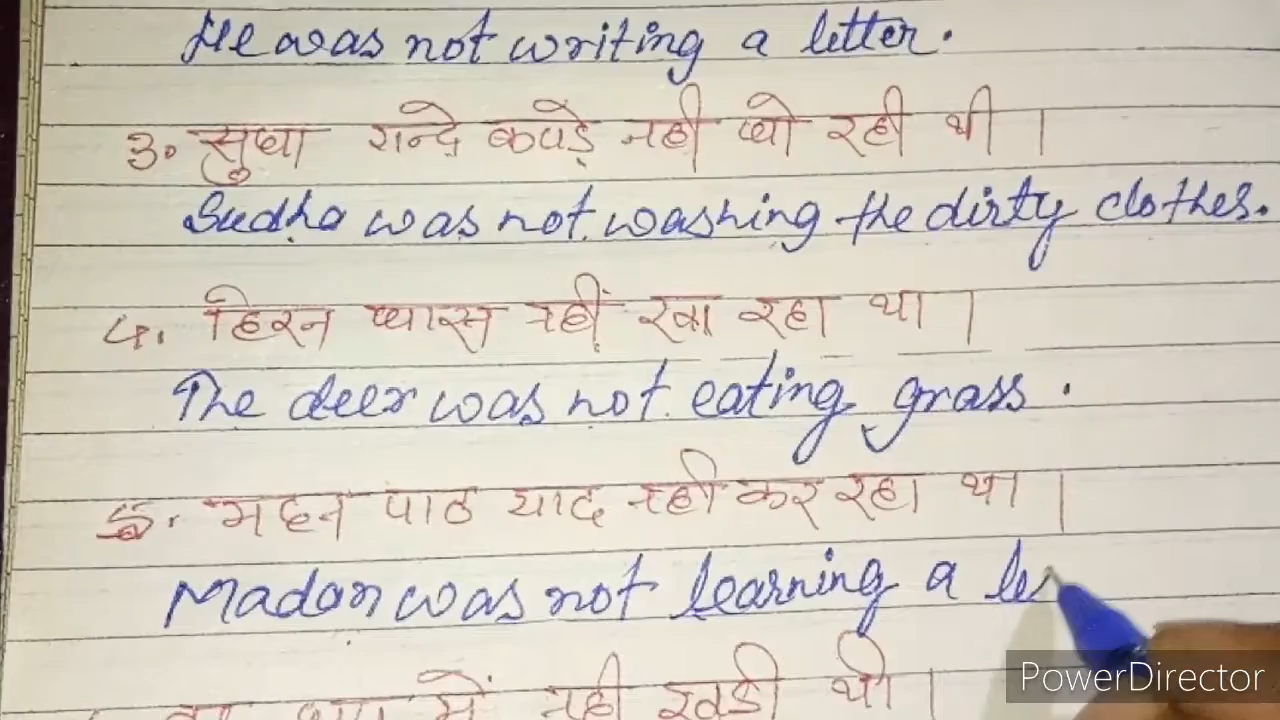 He was not writing a letter.
3. सुधा गन्दे कपड़े नही धो रही थी |
Sudha was not washing the dirty clothes.
4. हिरन घास नहीं खा रहा था |
The deer was not eating grass.
5. मदन पाठ याद नही कर रहा था |
Madan was not learning a le
में नही खडी थी |
PowerDirector